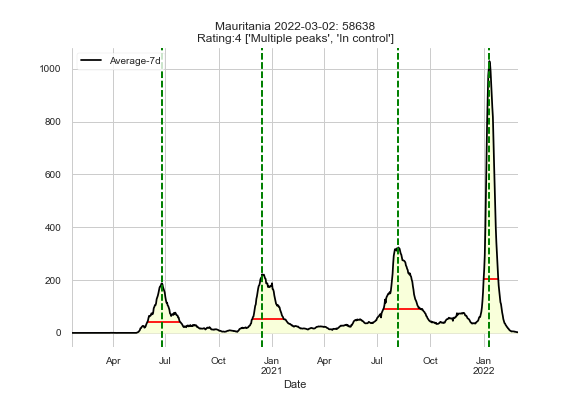 Mauritania 2022-03-02: 58638
Rating:4 ['Multiple peaks', 'In control']
Average-7d
1000
800
600
400
200
0
Apr Jul Oct Jan Apr Jul Oct Jan
2021 2022
Date